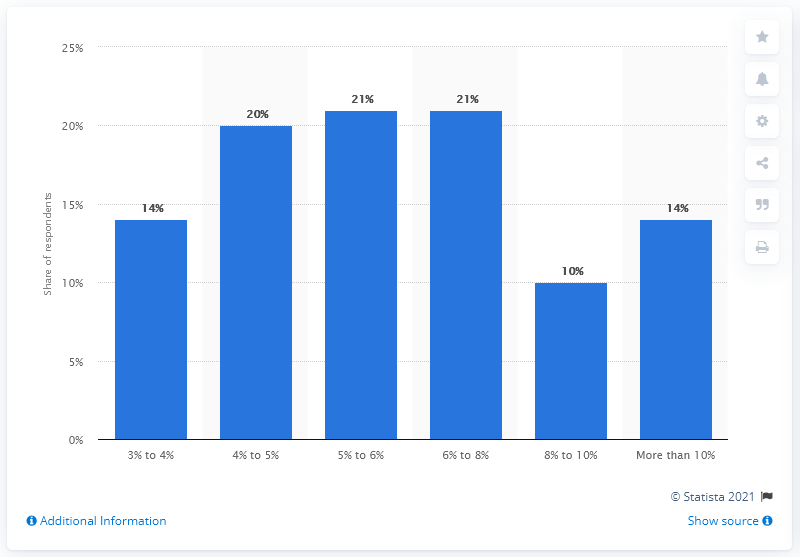 25%
20%
15%
10%
5%
0%
Share of respondents
14%
20%
21%
21%
10%
14%
3% to 4%
4% to 5%
5% to 6%
6% to 8%
8% to 10%
More than 10%
© Statista 2021
Additional Information
Show source